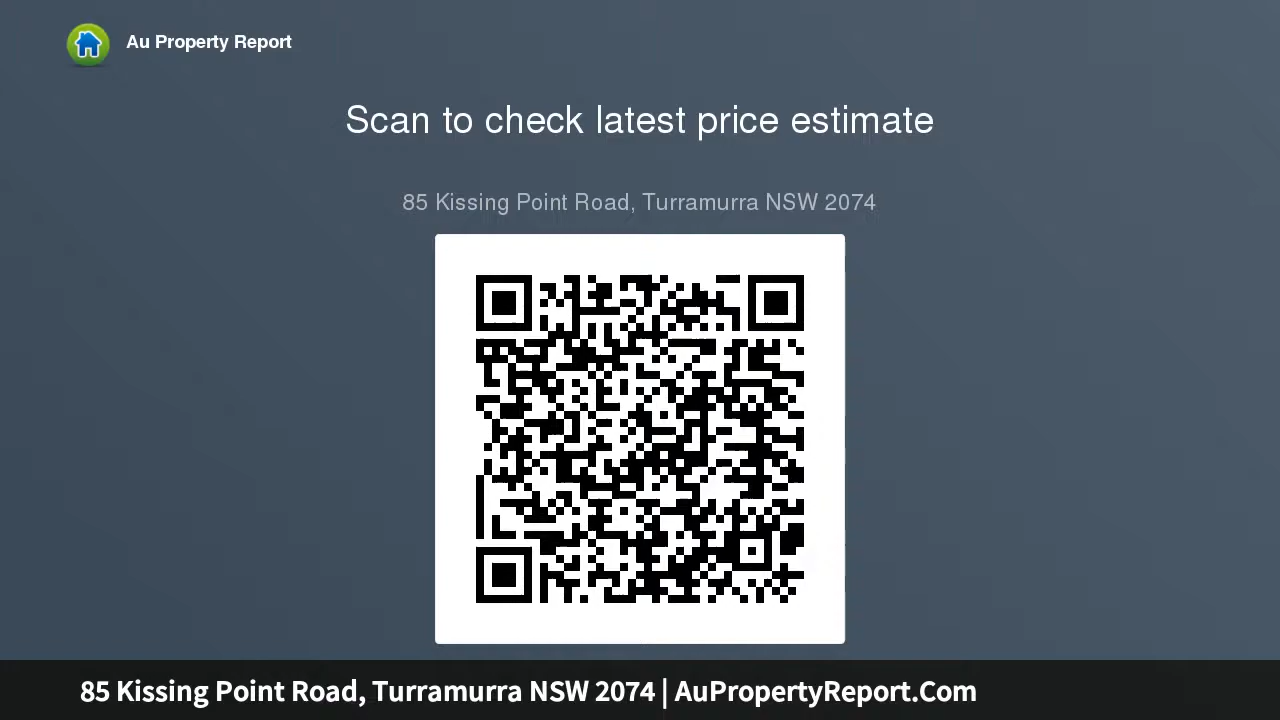 Au Property Report
Scan to check latest price estimate
85 Kissing Point Road, Turramurra NSW 2074
85 Kissing Point Road, Turramurra NSW 2074 | AuPropertyReport.Com